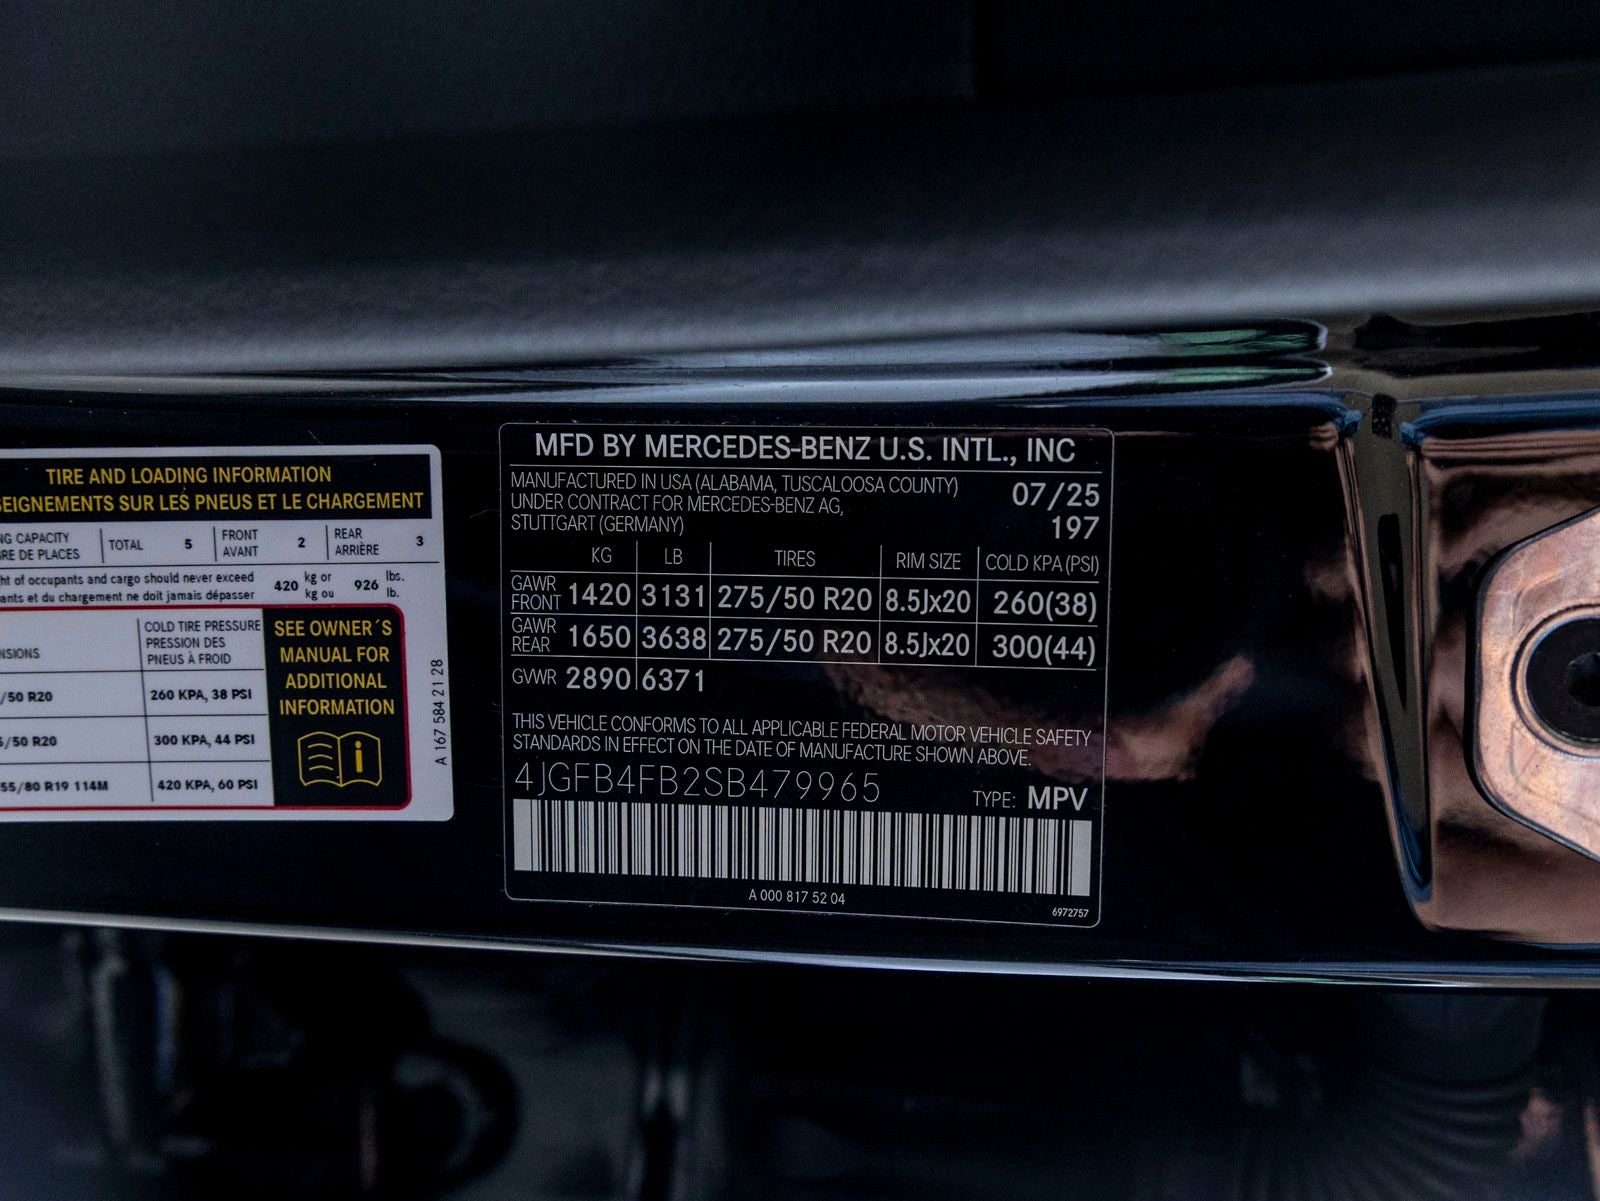 TIRE AND LOADING INFORMATION
SUR LES PNEUS ET LE CHARGEMENT
CAPACITY TOTAL 5 FRONT 2 REAR 3
DE PLACES AVANT ARRIÈRE
of occupants and cargo should never exceed 420 kg or 926 lbs.
et du chargement ne doit jamais dépasser kg ou lb.
COLD TIRE PRESSURE
PRESSION DES
PNEUS À FROID
/50 R20 260 KPA, 38 PSI
/50 R20 300 KPA, 44 PSI
55/80 R19 114M 420 KPA, 60 PSI
SEE OWNER´S
MANUAL FOR
ADDITIONAL
INFORMATION
A 167 584 21 28
MFD BY MERCEDES-BENZ U.S. INTL., INC
MANUFACTURED IN USA (ALABAMA, TUSCALOOSA COUNTY) 07/25
UNDER CONTRACT FOR MERCEDES-BENZ AG,
STUTTGART (GERMANY) 197
KG LB TIRES RIM SIZE COLD KPA(PSI)
GAWR FRONT 1420 3131 275/50 R20 8.5Jx20 260(38)
GAWR REAR 1650 3638 275/50 R20 8.5Jx20 300(44)
GVWR 2890 6371
THIS VEHICLE CONFORMS TO ALL APPLICABLE FEDERAL MOTOR VEHICLE SAFETY
STANDARDS IN EFFECT ON THE DATE OF MANUFACTURE SHOWN ABOVE.
4JGFB4FB2SB479965 TYPE: MPV
A 000 817 52 04
6972757